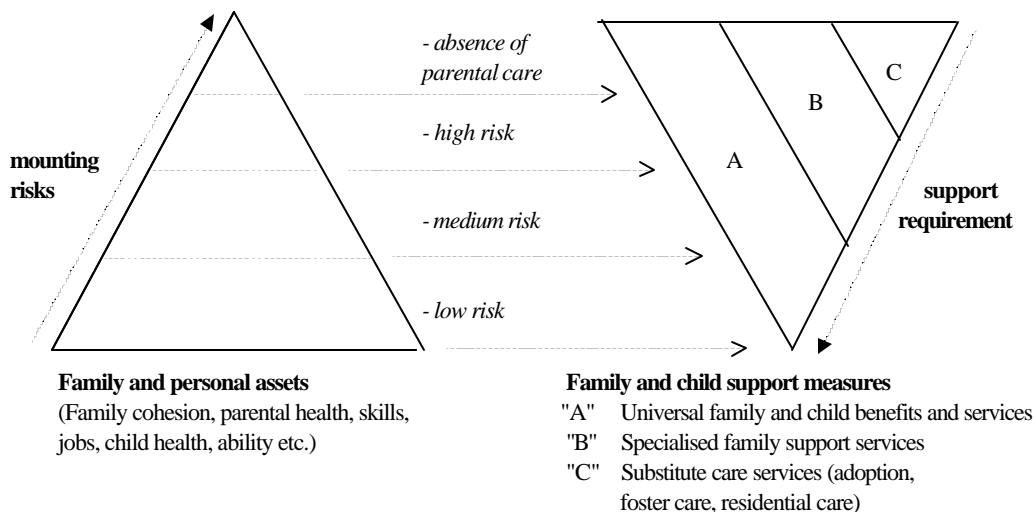 - absence of
parental care
C
B
- high risk
mounting
risks
A
support
requirement
- medium risk
- low risk
Family and personal assets
(Family cohesion, parental health, skills,
jobs, child health, ability etc.)
Family and child support measures
"A" Universal family and child benefits and services
"B" Specialised family support services
"C" Substitute care services (adoption,
foster care, residential care)